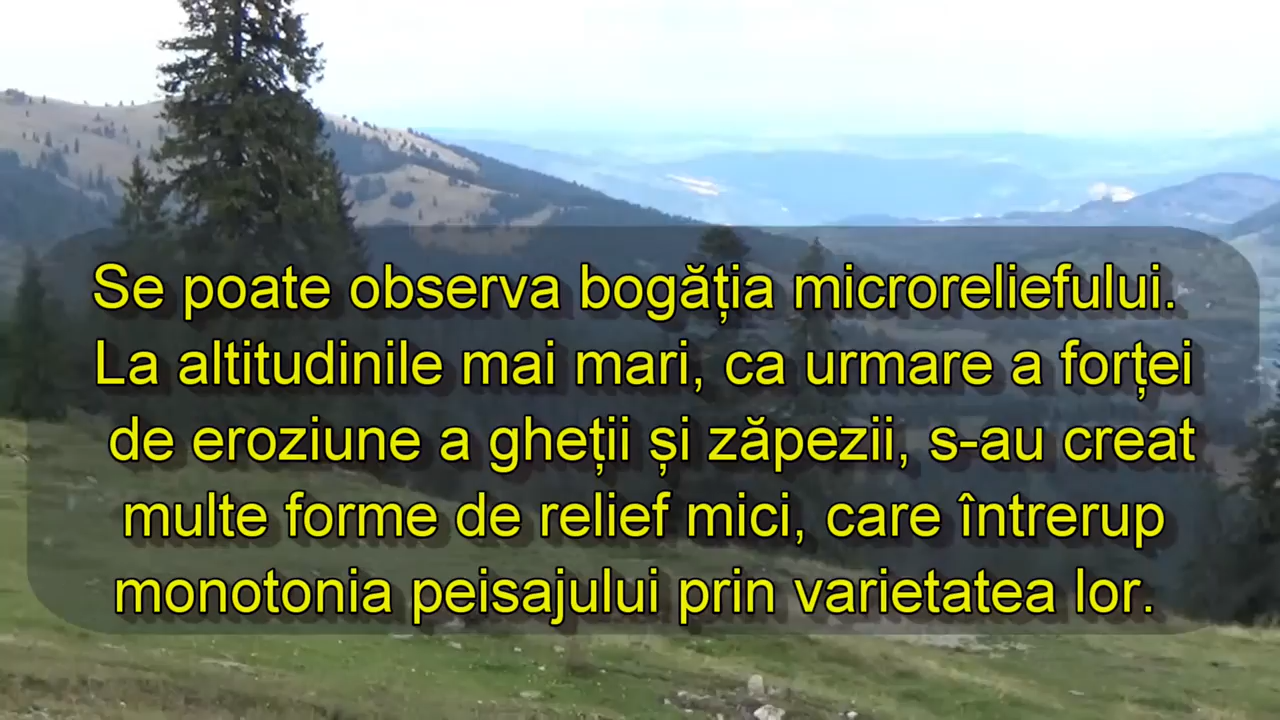 Se poate observa bogăția microreliefului.
La altitudinile mai mari, ca urmare a forței
de eroziune a gheții și zăpezii, s-au creat
multe forme de relief mici, care întrerup
monotonia peisajului prin varietatea lor.